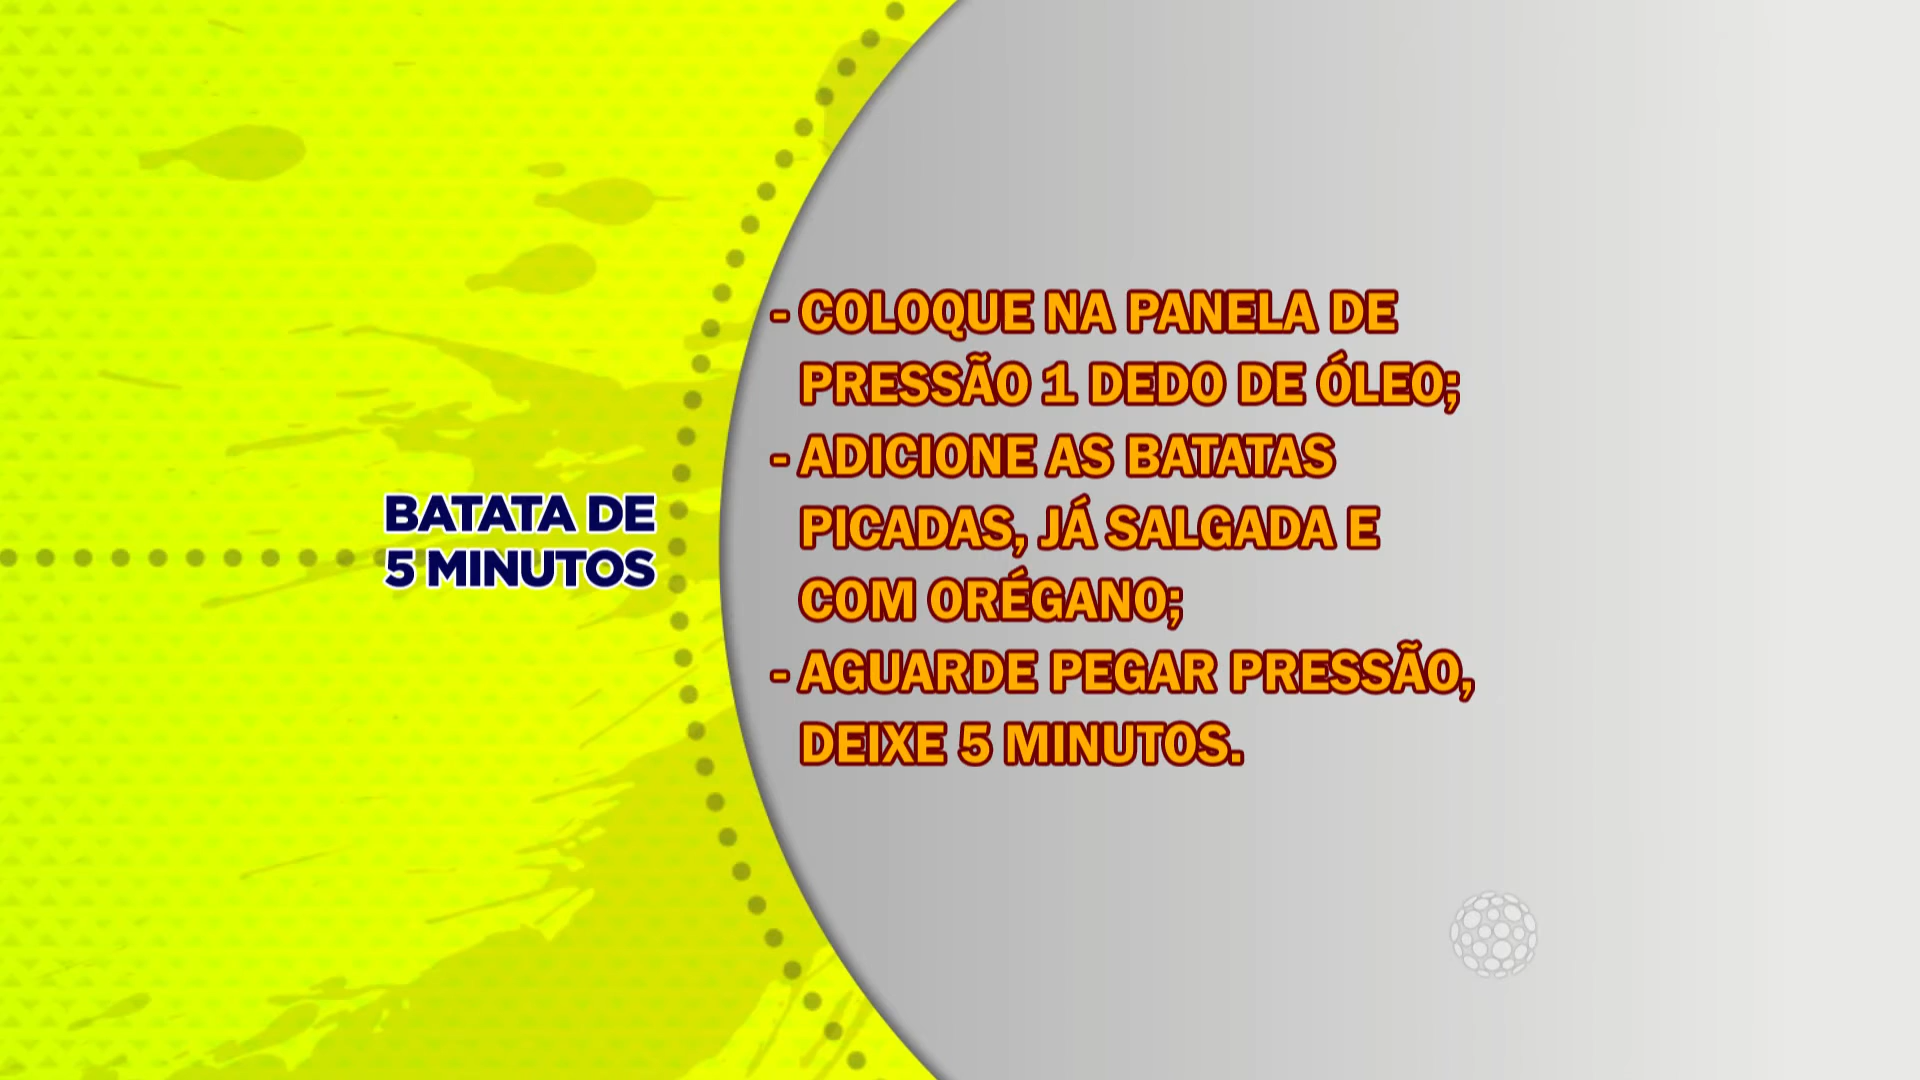 BATATA DE
5 MINUTOS
- COLOQUE NA PANELA DE
PRESSÃO 1 DEDO DE ÓLEO;
- ADICIONE AS BATATAS
PICADAS, JÁ SALGADA E
COM ORÉGANO;
- AGUARDE PEGAR PRESSÃO,
DEIXE 5 MINUTOS.